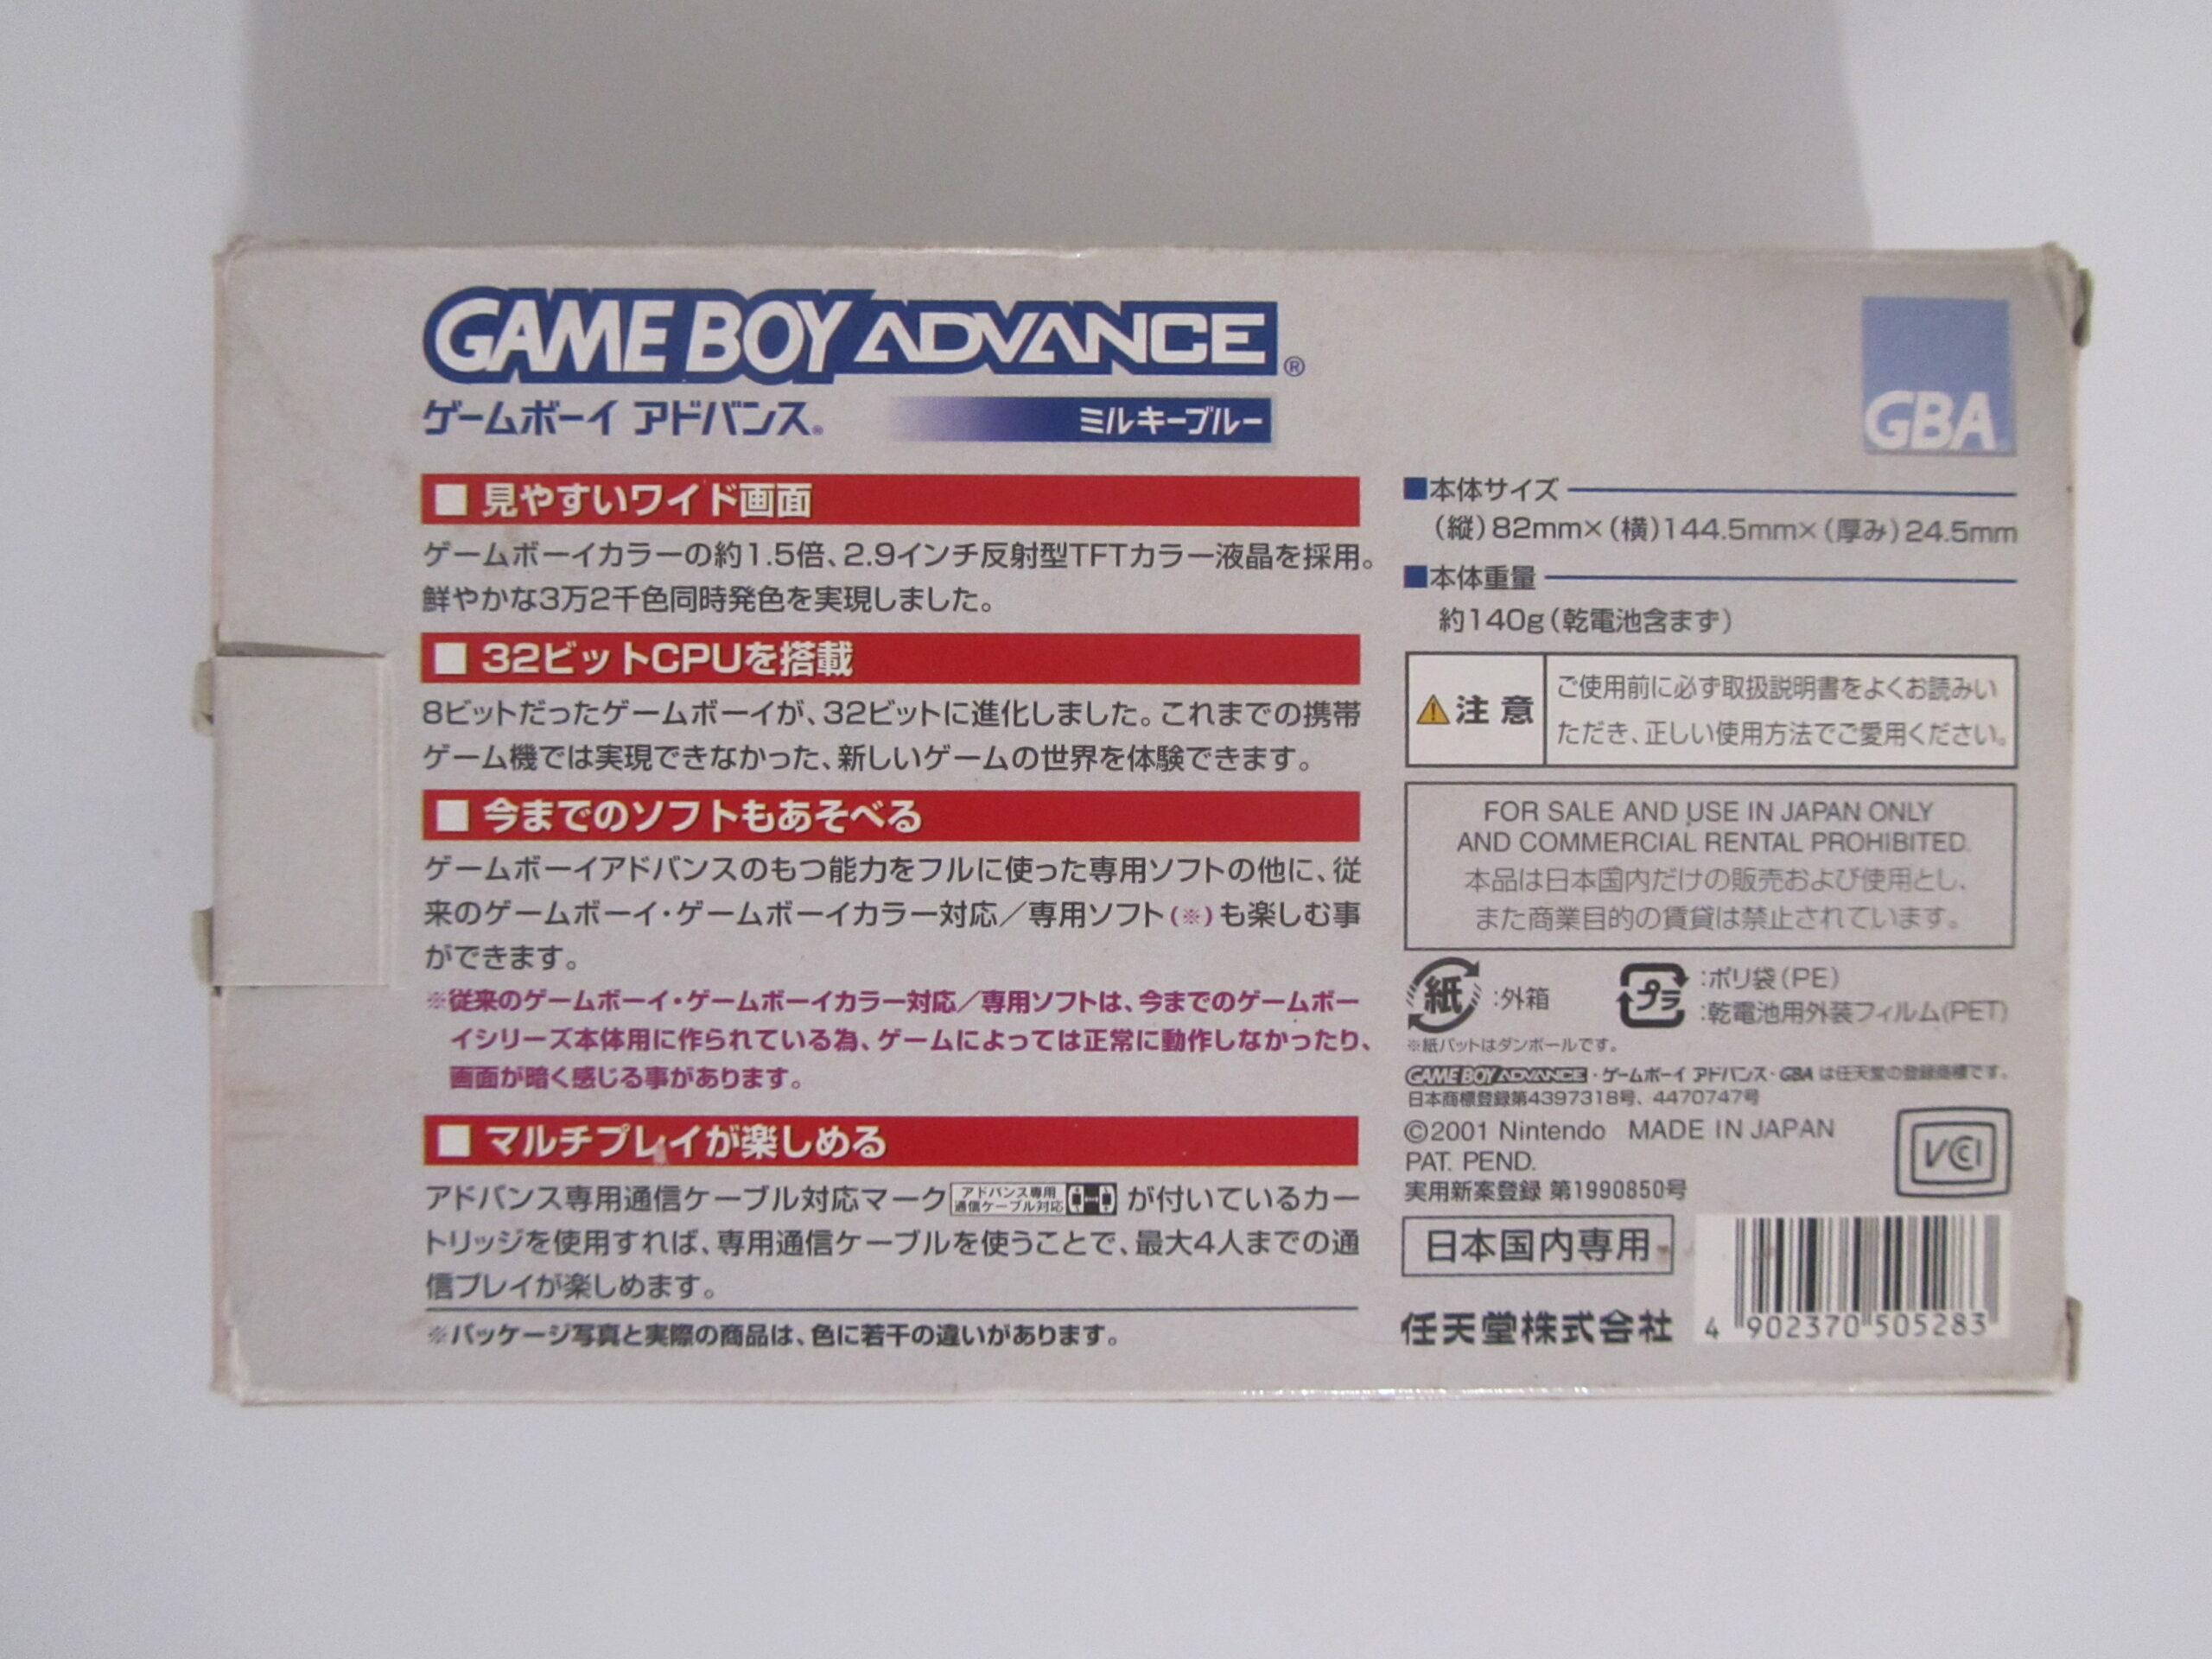 GAME BOY ADVANCE®
ゲームボーイ アドバンス®
ミルキーブルー
GBA
■ 見やすいワイド画面
ゲームボーイカラーの約1.5倍、2.9インチ反射型TFTカラー液晶を採用。
鮮やかな3万2千色同時発色を実現しました。
■ 32ビットCPUを搭載
8ビットだったゲームボーイが、32ビットに進化しました。これまでの携帯
ゲーム機では実現できなかった、新しいゲームの世界を体験できます。
■ 今までのソフトもあそべる
ゲームボーイアドバンスのもつ能力をフルに使った専用ソフトの他に、従
来のゲームボーイ・ゲームボーイカラー対応／専用ソフト(※)も楽しむ事
ができます。
※従来のゲームボーイ・ゲームボーイカラー対応／専用ソフトは、今までのゲームボー
イシリーズ本体用に作られている為、ゲームによっては正常に動作しなかったり、
画面が暗く感じる事があります。
■ マルチプレイが楽しめる
アドバンス専用通信ケーブル対応マーク アドバンス専用 通信ケーブル対応 が付いているカー
トリッジを使用すれば、専用通信ケーブルを使うことで、最大4人までの通
信プレイが楽しめます。
※パッケージ写真と実際の商品は、色に若干の違いがあります。
■本体サイズ
(縦)82mm×(横)144.5mm×(厚み)24.5mm
■本体重量
約140g(乾電池含まず)
注意
ご使用前に必ず取扱説明書をよくお読みい
ただき、正しい使用方法でご愛用ください。
FOR SALE AND USE IN JAPAN ONLY
AND COMMERCIAL RENTAL PROHIBITED.
本品は日本国内だけの販売および使用とし、
また商業目的の賃貸は禁止されています。
紙 :外箱
プラ :ポリ袋(PE)
:乾電池用外装フィルム(PET)
※紙パットはダンボールです。
GAME BOY ADVANCE・ゲームボーイ アドバンス・GBA は任天堂の登録商標です。
日本商標登録第4397318号、4470747号
©2001 Nintendo MADE IN JAPAN
PAT. PEND.
実用新案登録 第1990850号
VCCI
日本国内専用
任天堂株式会社
4 902370 505283